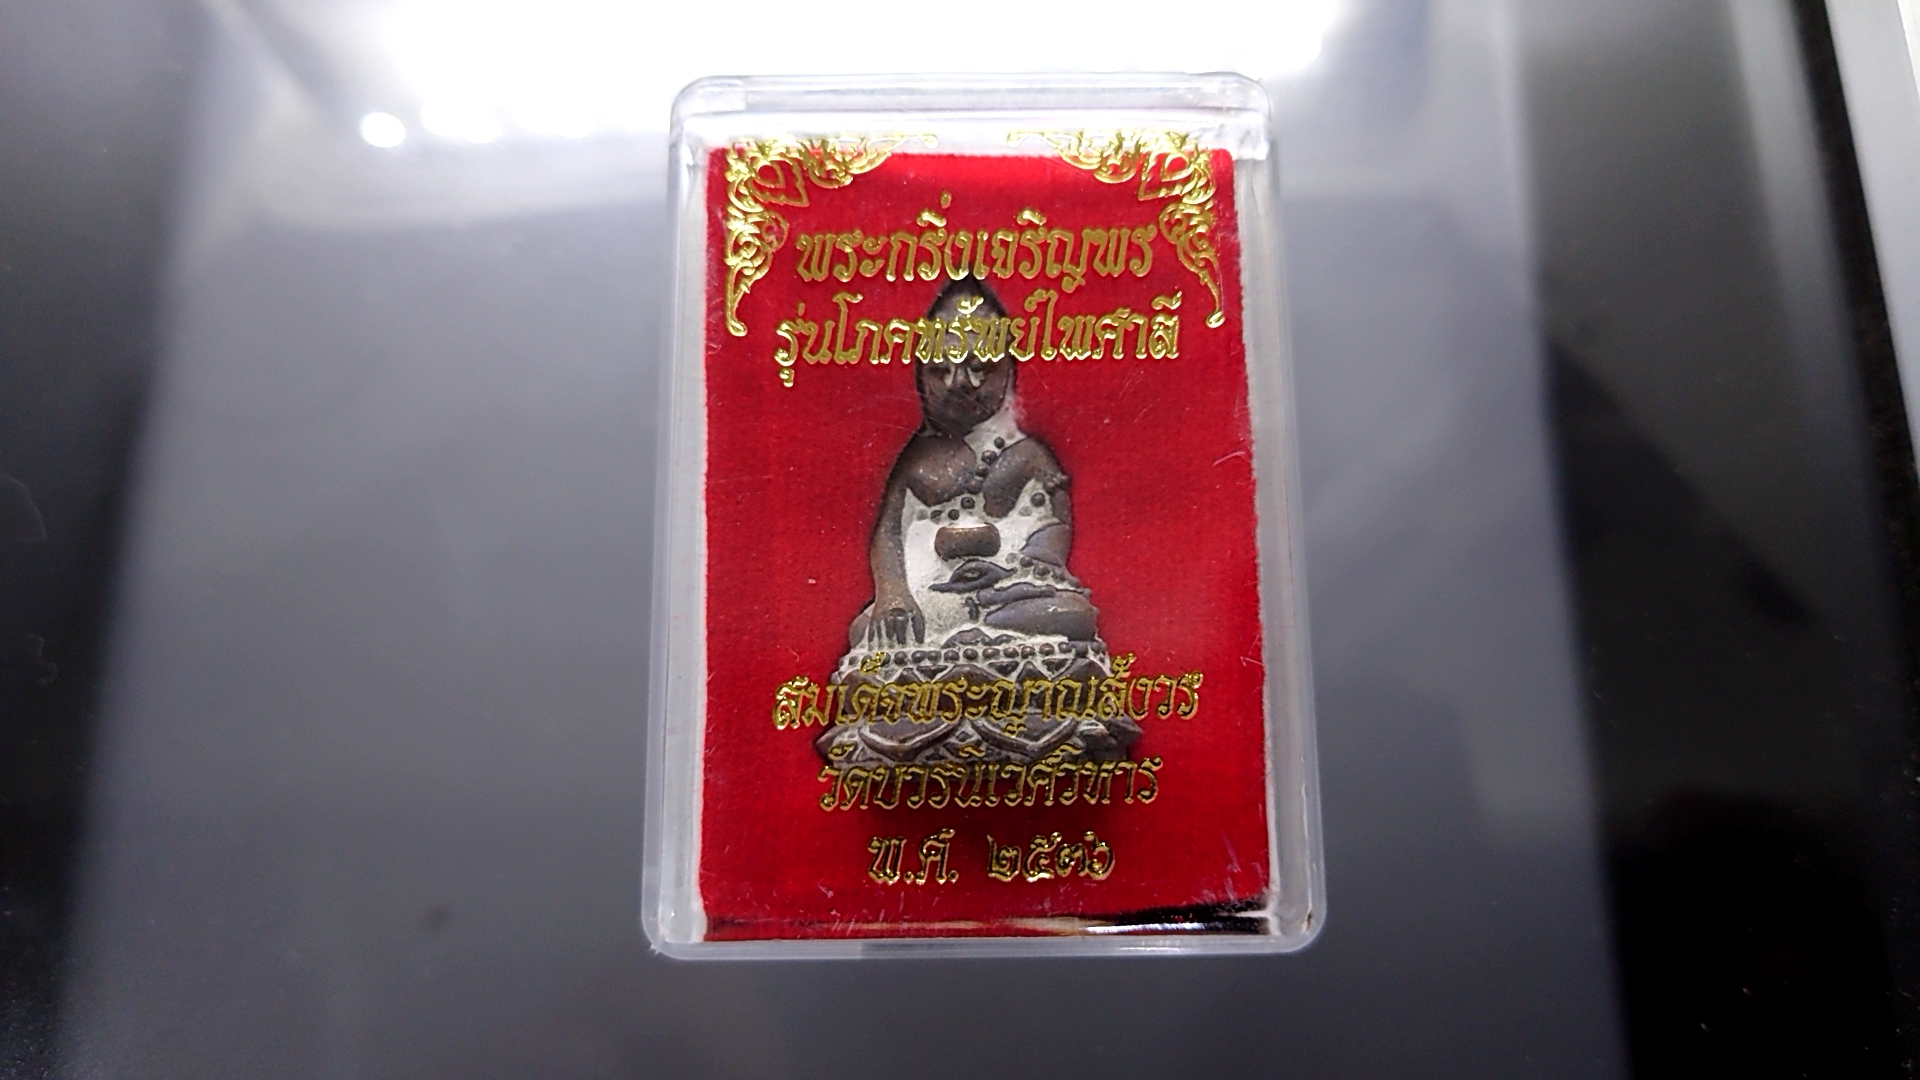 พระกริ่งเจริญพร
รุ่นโภคทรัพย์ไพศาลี
สมเด็จพระญาณสังวร
วัดบวรนิเวศวิหาร
พ.ศ. ๒๕๓๖